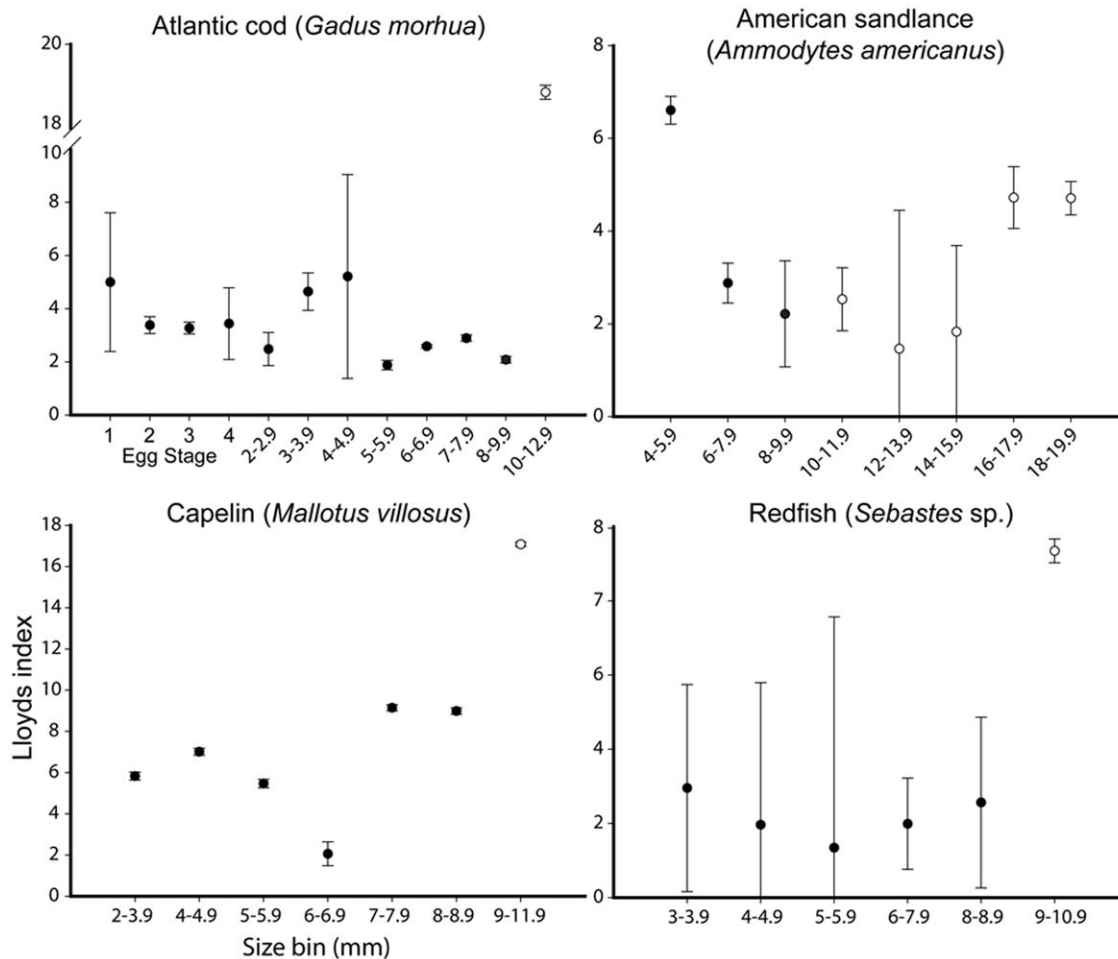 Atlantic cod (Gadus morhua)
20
18
10
8
6
4
2
0
1 2 3 4 2-2.9 3-3.9 4-4.9 5-5.9 6-6.9 7-7.9 8-9.9 10-12.9
Egg Stage
American sandlance
(Ammodytes americanus)
8
6
4
2
0
4-5.9 6-7.9 8-9.9 10-11.9 12-13.9 14-15.9 16-17.9 18-19.9
Capelin (Mallotus villosus)
18
16
14
12
10
8
6
4
2
0
2-3.9 4-4.9 5-5.9 6-6.9 7-7.9 8-8.9 9-11.9
Lloyds index
Size bin (mm)
Redfish (Sebastes sp.)
8
7
6
4
2
0
3-3.9 4-4.9 5-5.9 6-7.9 8-8.9 9-10.9